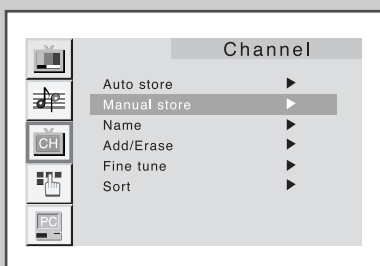 Channel
Auto store ▶
Manual store ▶
Name ▶
CH
Add/Erase ▶
Fine tune ▶
Sort ▶
PC